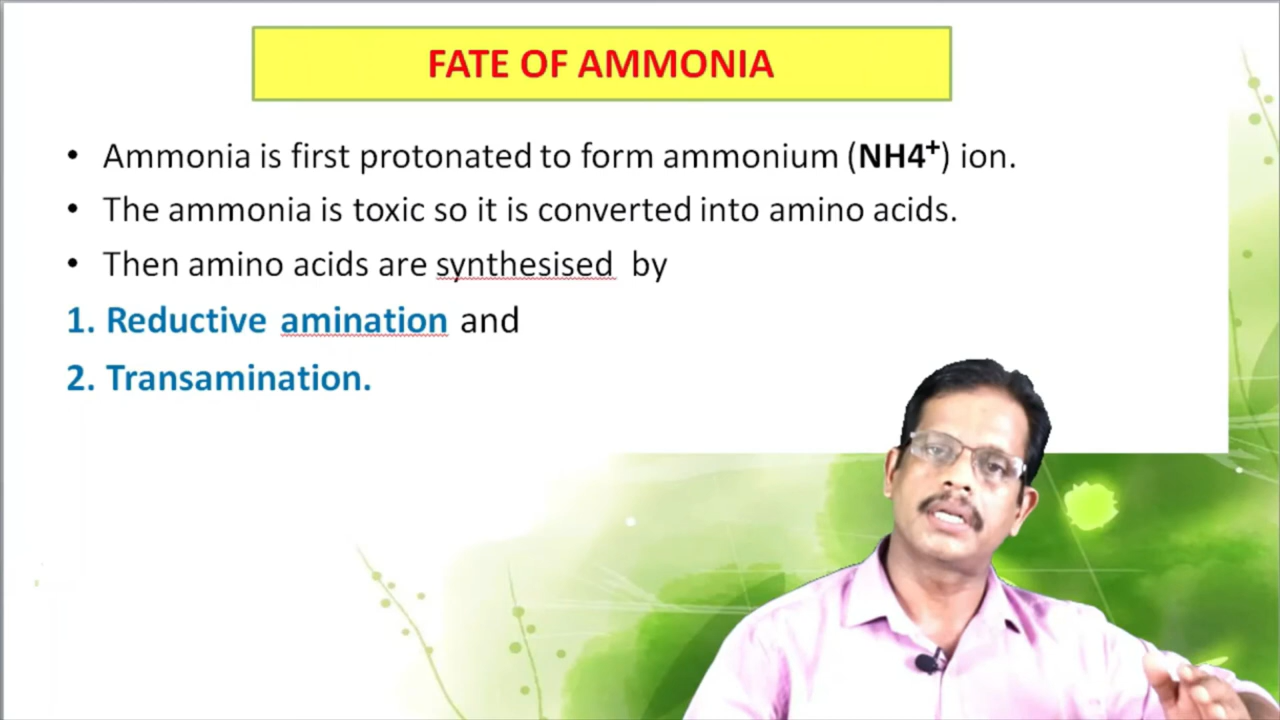 FATE OF AMMONIA
• Ammonia is first protonated to form ammonium (NH4⁺) ion.
• The ammonia is toxic so it is converted into amino acids.
• Then amino acids are synthesised by
1. Reductive amination and
2. Transamination.